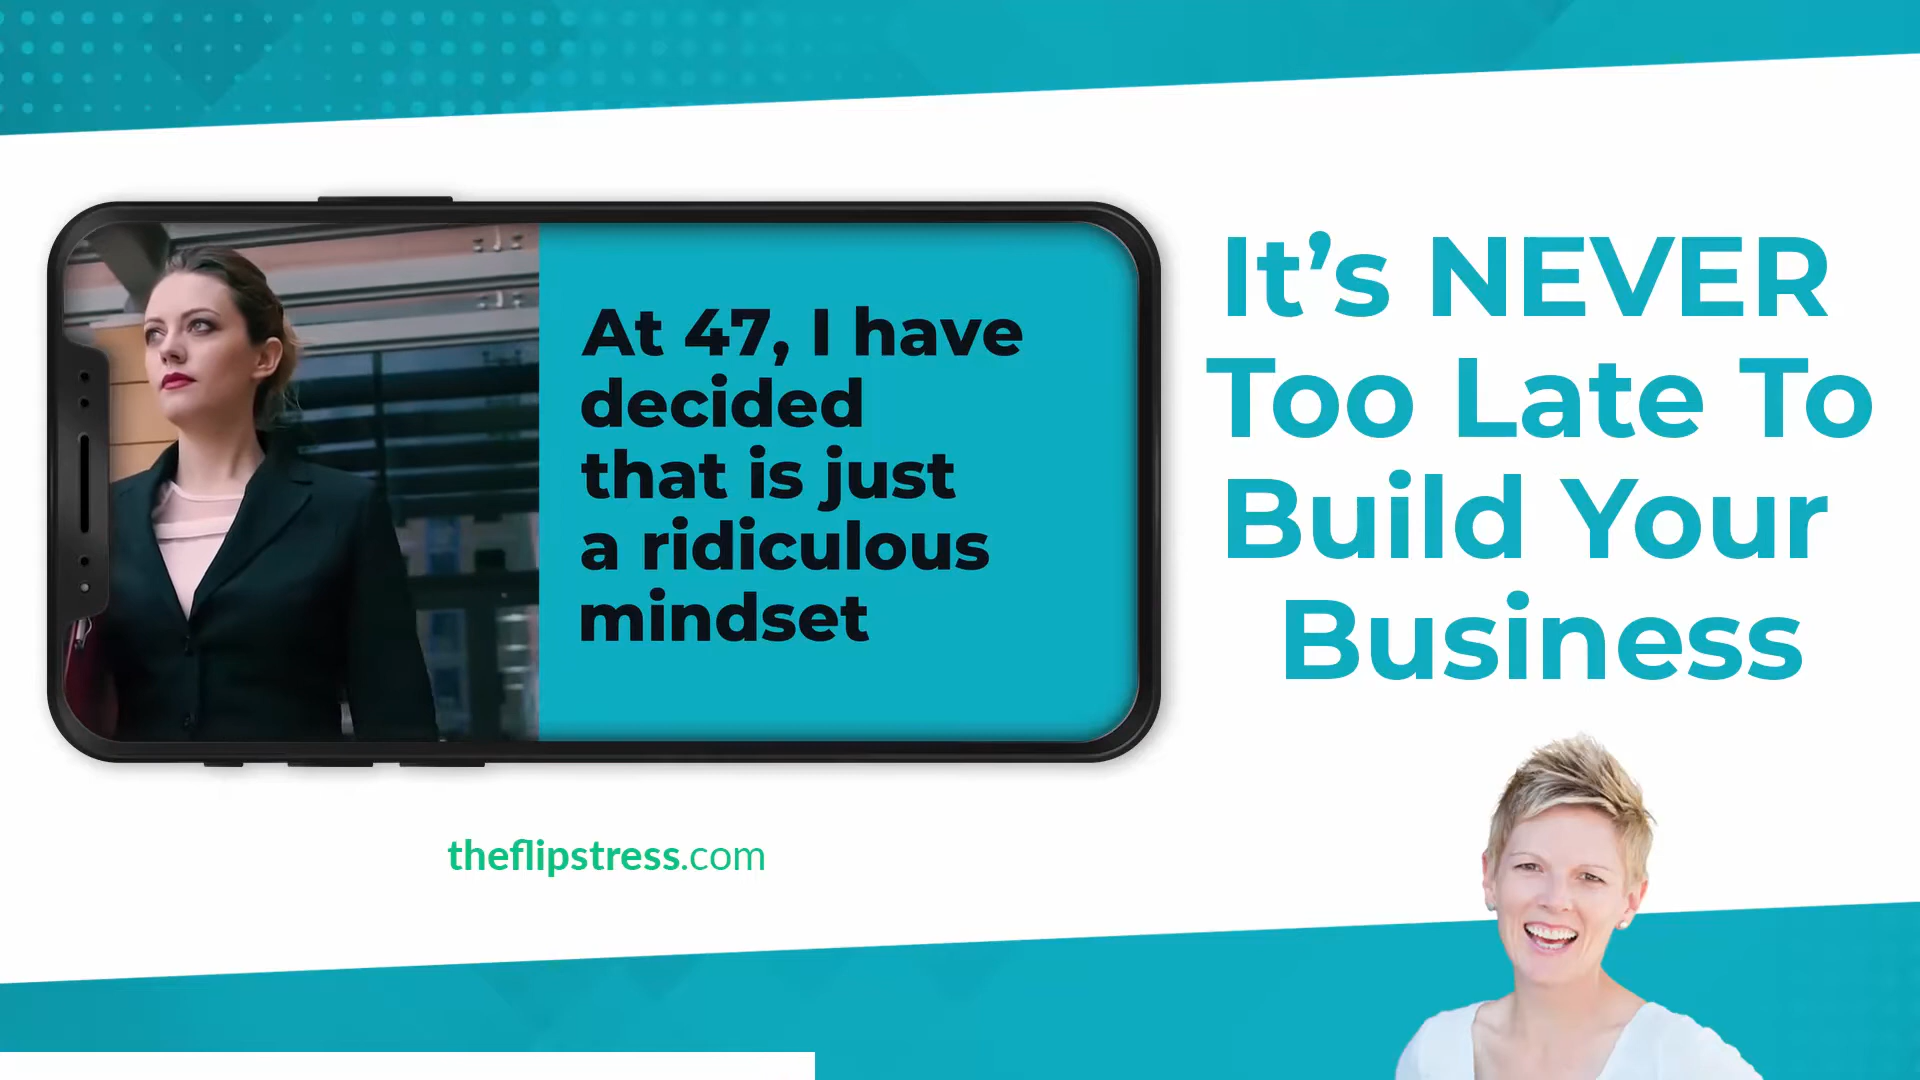 At 47, I have
decided
that is just
a ridiculous
mindset
It’s NEVER
Too Late To
Build Your
Business
theflipstress.com